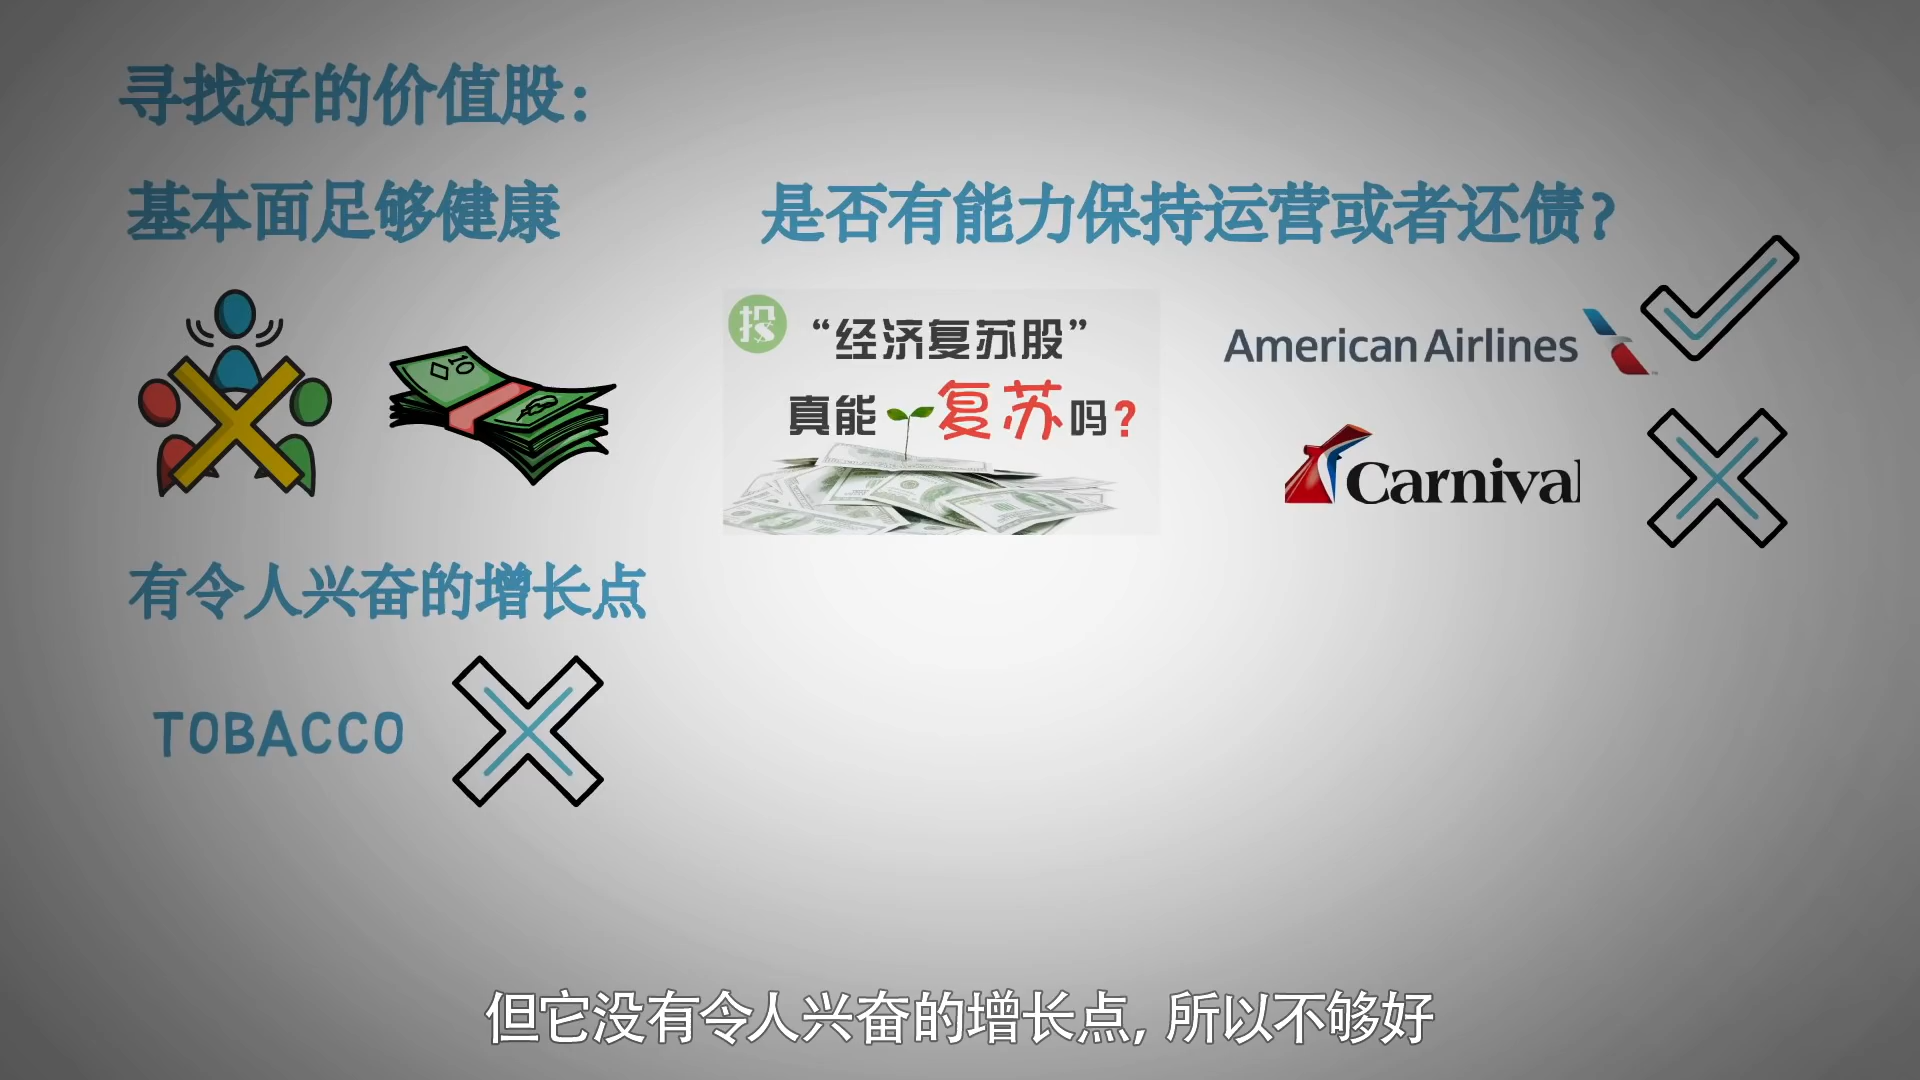 寻找好的价值股：
基本面足够健康
是否有能力保持运营或者还债？
投
“经济复苏股”
真能复苏吗？
American Airlines
Carnival
有令人兴奋的增长点
TOBACCO
但它没有令人兴奋的增长点，所以不够好